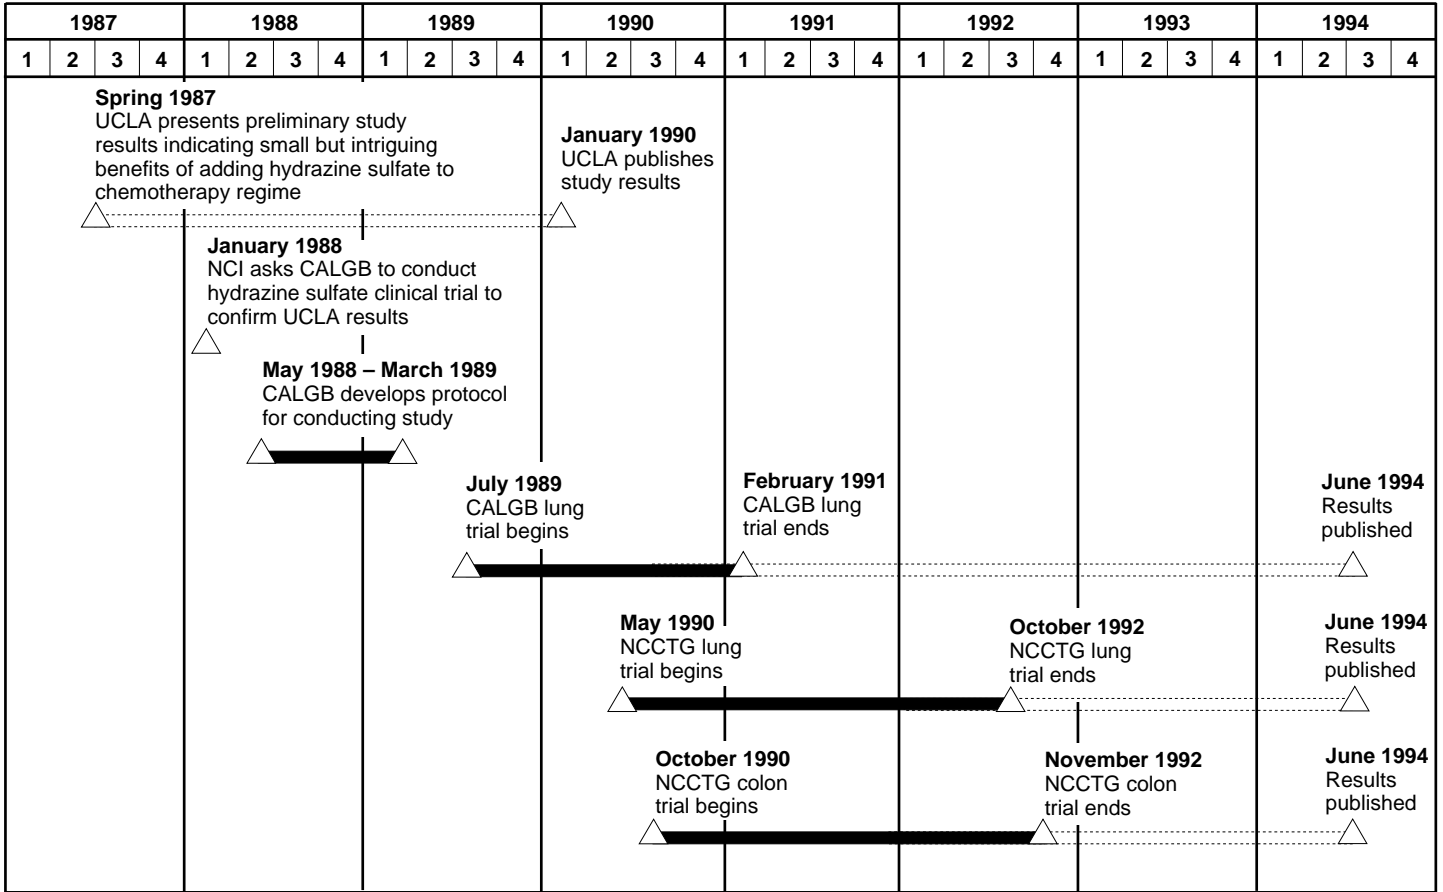 1987 1988 1989 1990 1991 1992 1993 1994
1 2 3 4 1 2 3 4 1 2 3 4 1 2 3 4 1 2 3 4 1 2 3 4 1 2 3 4 1 2 3 4
Spring 1987
UCLA presents preliminary study
results indicating small but intriguing
benefits of adding hydrazine sulfate to
chemotherapy regime
January 1990
UCLA publishes
study results
January 1988
NCI asks CALGB to conduct
hydrazine sulfate clinical trial to
confirm UCLA results
May 1988 – March 1989
CALGB develops protocol
for conducting study
July 1989
CALGB lung
trial begins
February 1991
CALGB lung
trial ends
June 1994
Results
published
May 1990
NCCTG lung
trial begins
October 1992
NCCTG lung
trial ends
June 1994
Results
published
October 1990
NCCTG colon
trial begins
November 1992
NCCTG colon
trial ends
June 1994
Results
published